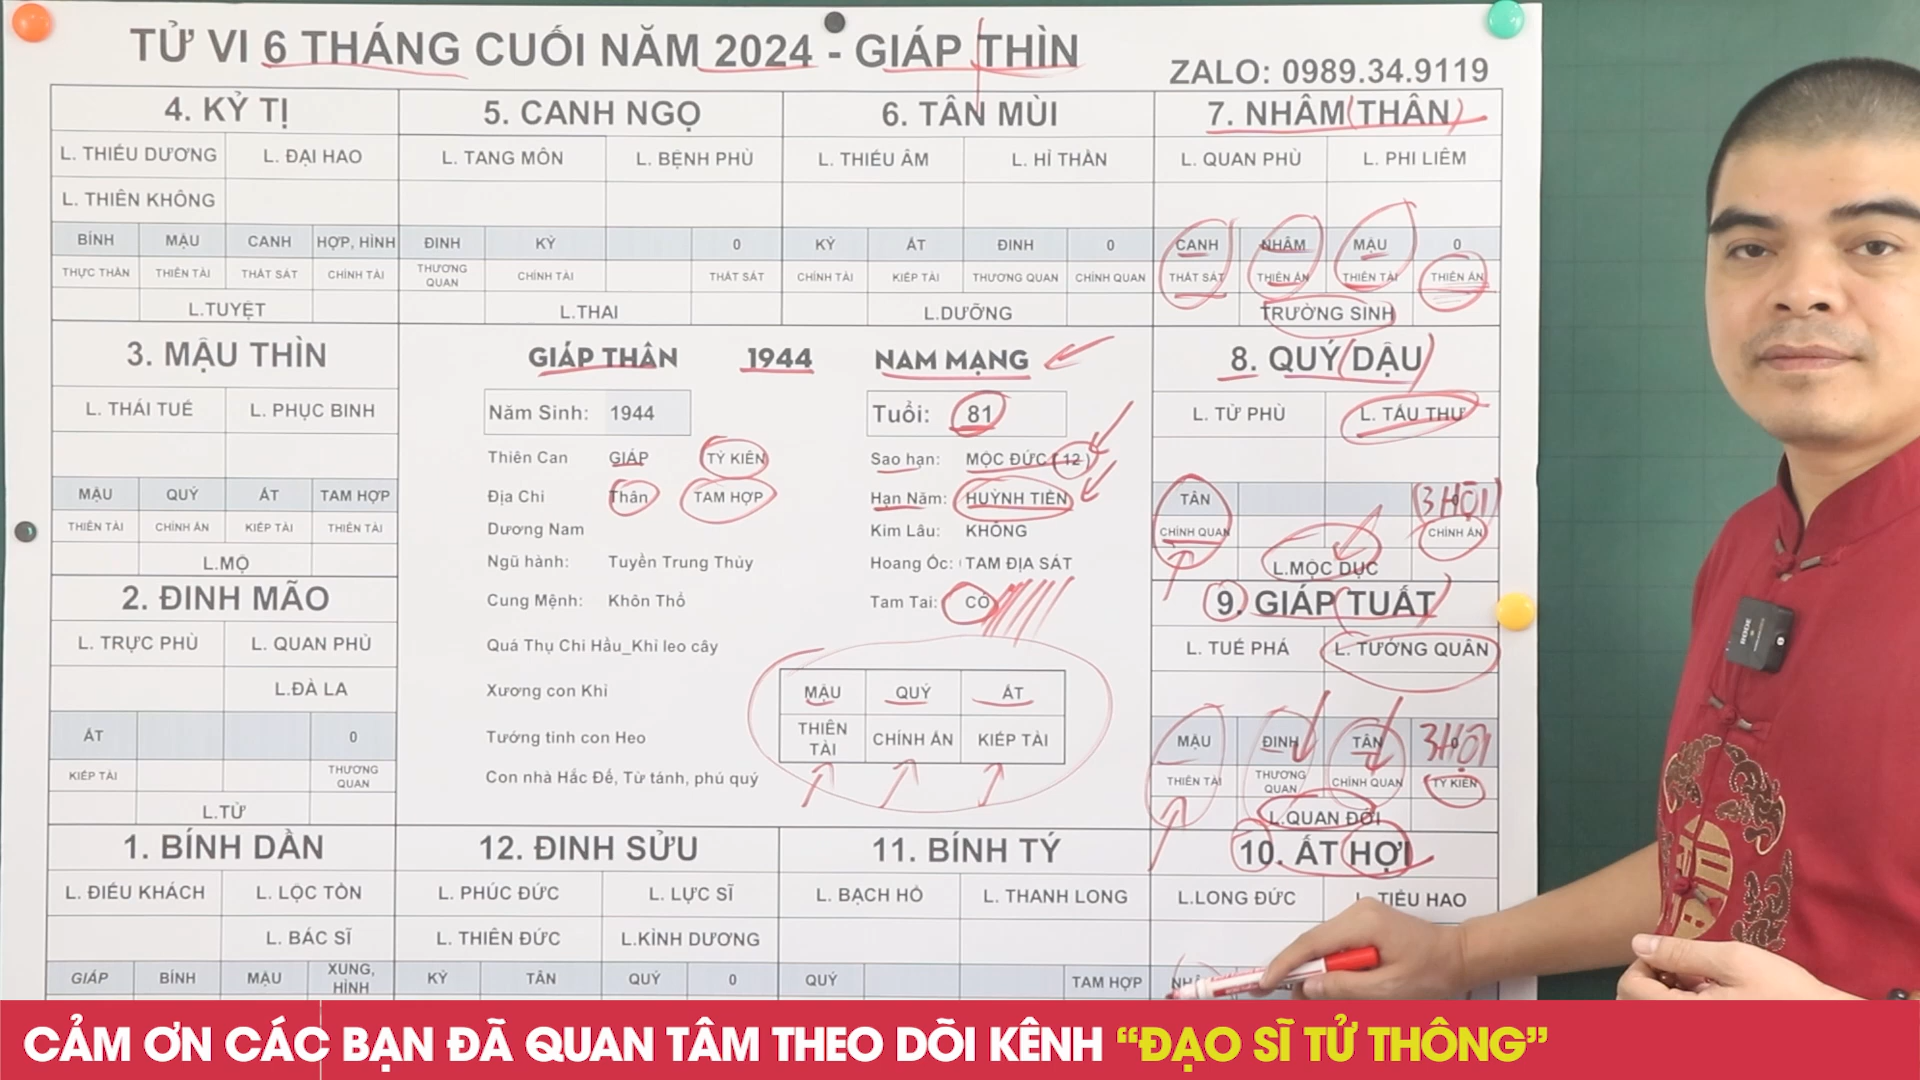 TỬ VI 6 THÁNG CUỐI NĂM 2024 - GIÁP THÌN
ZALO: 0989.34.9119
4. KỶ TỊ
L. THIẾU DƯƠNG L. ĐẠI HAO
L. THIÊN KHÔNG
BÍNH MẬU CANH HỢP, HÌNH
THỰC THẦN THIÊN TÀI THẤT SÁT CHÍNH TÀI
L.TUYỆT
5. CANH NGỌ
L. TANG MÔN L. BỆNH PHÙ
ĐINH KỶ 0
THƯƠNG QUAN CHÍNH TÀI THẤT SÁT
L.THAI
6. TÂN MÙI
L. THIẾU ÂM L. HỈ THẦN
KỶ ẤT ĐINH 0
CHÍNH TÀI KIẾP TÀI THƯƠNG QUAN CHÍNH QUAN
L.DƯỠNG
7. NHÂM (THÂN)
L. QUAN PHÙ L. PHI LIÊM
CANH NHÂM MẬU 0
THẤT SÁT THIÊN ẤN THIÊN TÀI THIÊN ẤN
TRƯỜNG SINH
3. MẬU THÌN
L. THÁI TUẾ L. PHỤC BINH
MẬU QUÝ ẤT TAM HỢP
THIÊN TÀI CHÍNH ẤN KIẾP TÀI THIÊN TÀI
L.MỘ
GIÁP THÂN 1944 NAM MẠNG
Năm Sinh: 1944 Tuổi: 81
Thiên Can GIÁP TỶ KIÊN Sao hạn: MỘC ĐỨC (12)
Địa Chi Thân TAM HỢP Hạn Năm: HUỲNH TIỀN
Dương Nam Kim Lâu: KHÔNG
Ngũ hành: Tuyền Trung Thủy Hoang Ốc: TAM ĐỊA SÁT
Cung Mệnh: Khôn Thổ Tam Tai: CÓ
Quá Thụ Chi Hầu_Khỉ leo cây
Xương con Khỉ MẬU QUÝ ẤT
Tướng tinh con Heo THIÊN TÀI CHÍNH ẤN KIẾP TÀI
Con nhà Hắc Đế, Từ tánh, phú quý
8. QUÝ (DẬU)
L. TỬ PHÙ L. TẤU THƯ
TÂN 3 HỘI
CHÍNH QUAN CHÍNH ẤN
L.MỘC DỤC
2. ĐINH MÃO
L. TRỰC PHÙ L. QUAN PHỦ
L.ĐÀ LA
ẤT 0
KIẾP TÀI THƯƠNG QUAN
L.TỬ
9. GIÁP TUẤT
L. TUẾ PHÁ L. TƯỚNG QUÂN
MẬU ĐINH TÂN 3 HỘI
THIÊN TÀI THƯƠNG QUAN CHÍNH QUAN TỶ KIÊN
L.QUAN ĐỚI
1. BÍNH DẦN
L. ĐIẾU KHÁCH L. LỘC TỒN
L. BÁC SĨ
GIÁP BÍNH MẬU XUNG, HÌNH
12. ĐINH SỬU
L. PHÚC ĐỨC L. LỰC SĨ
L. THIÊN ĐỨC L.KÌNH DƯƠNG
KỶ TÂN QUÝ 0
11. BÍNH TÝ
L. BẠCH HỔ L. THANH LONG
QUÝ TAM HỢP
10. ẤT HỢI
L.LONG ĐỨC L. TIỂU HAO
CẢM ƠN CÁC BẠN ĐÃ QUAN TÂM THEO DÕI KÊNH “ĐẠO SĨ TỬ THÔNG”